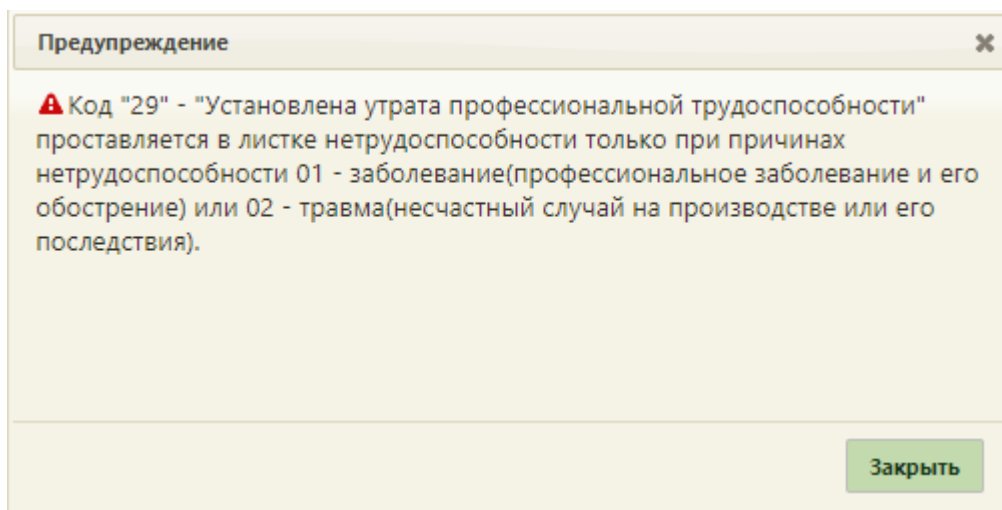 Предупреждение
Код "29" - "Установлена утрата профессиональной трудоспособности"
проставляется в листке нетрудоспособности только при причинах
нетрудоспособности 01 - заболевание(профессиональное заболевание и его
обострение) или 02 - травма(несчастный случай на производстве или его
последствия).
Закрыть